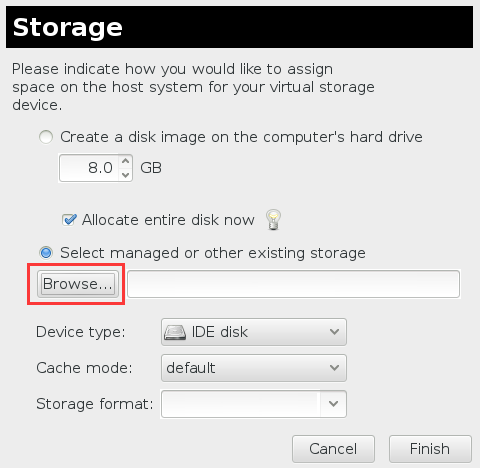 Storage
Please indicate how you would like to assign
space on the host system for your virtual storage
device.
Create a disk image on the computer's hard drive
8.0 GB
Allocate entire disk now
Select managed or other existing storage
Browse...
Device type: IDE disk
Cache mode: default
Storage format:
Cancel Finish